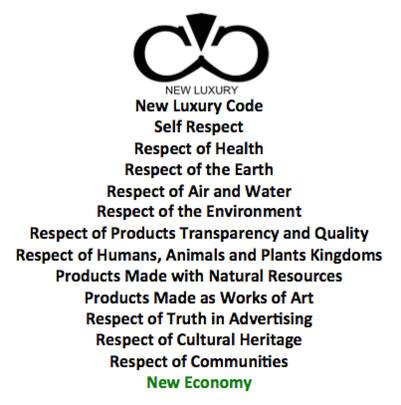 NEW LUXURY
New Luxury Code
Self Respect
Respect of Health
Respect of the Earth
Respect of Air and Water
Respect of the Environment
Respect of Products Transparency and Quality
Respect of Humans, Animals and Plants Kingdoms
Products Made with Natural Resources
Products Made as Works of Art
Respect of Truth in Advertising
Respect of Cultural Heritage
Respect of Communities
New Economy